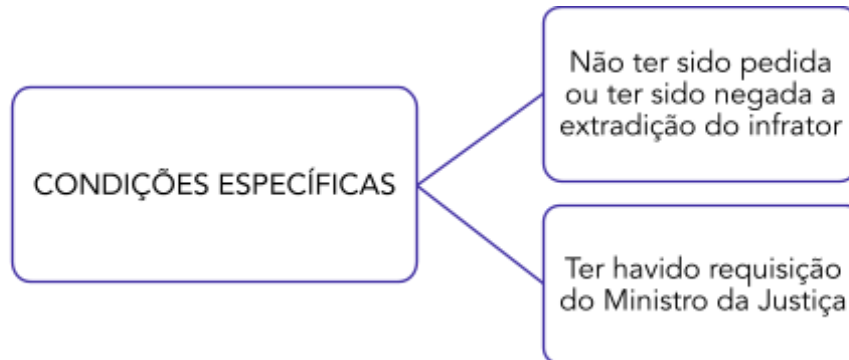 CONDIÇÕES ESPECÍFICAS
Não ter sido pedida
ou ter sido negada a
extradição do infrator
Ter havido requisição
do Ministro da Justiça